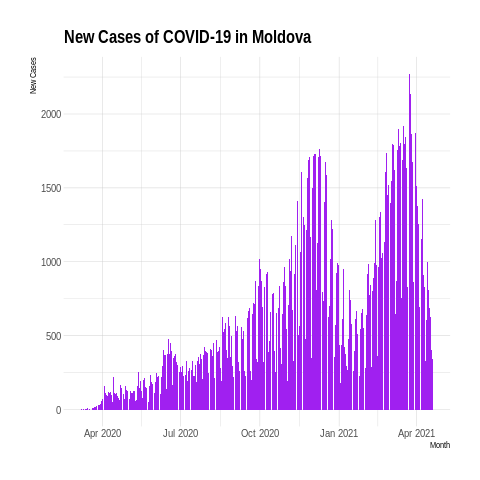 New Cases of COVID-19 in Moldova
New Cases
2000
1500
1000
500
0
Apr 2020 Jul 2020 Oct 2020 Jan 2021 Apr 2021
Month